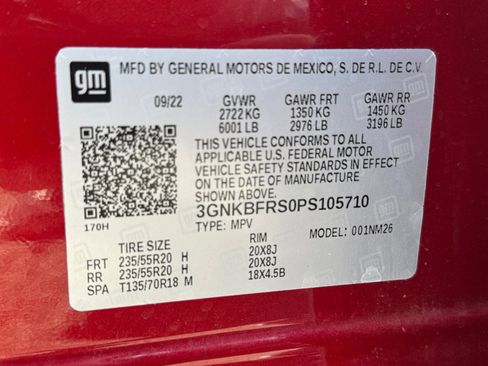 gm
MFD BY GENERAL MOTORS DE MEXICO, S. DE R.L. DE C.V.
09/22 GVWR GAWR FRT GAWR RR
2722 KG 1350 KG 1450 KG
6001 LB 2976 LB 3196 LB
THIS VEHICLE CONFORMS TO ALL
APPLICABLE U.S. FEDERAL MOTOR
VEHICLE SAFETY STANDARDS IN EFFECT
ON THE DATE OF MANUFACTURE
SHOWN ABOVE.
3GNKBFRS0PS105710
170H TYPE: MPV MODEL: 001NM26
TIRE SIZE RIM
FRT 235/55R20 H 20X8J
RR 235/55R20 H 20X8J
SPA T135/70R18 M 18X4.5B